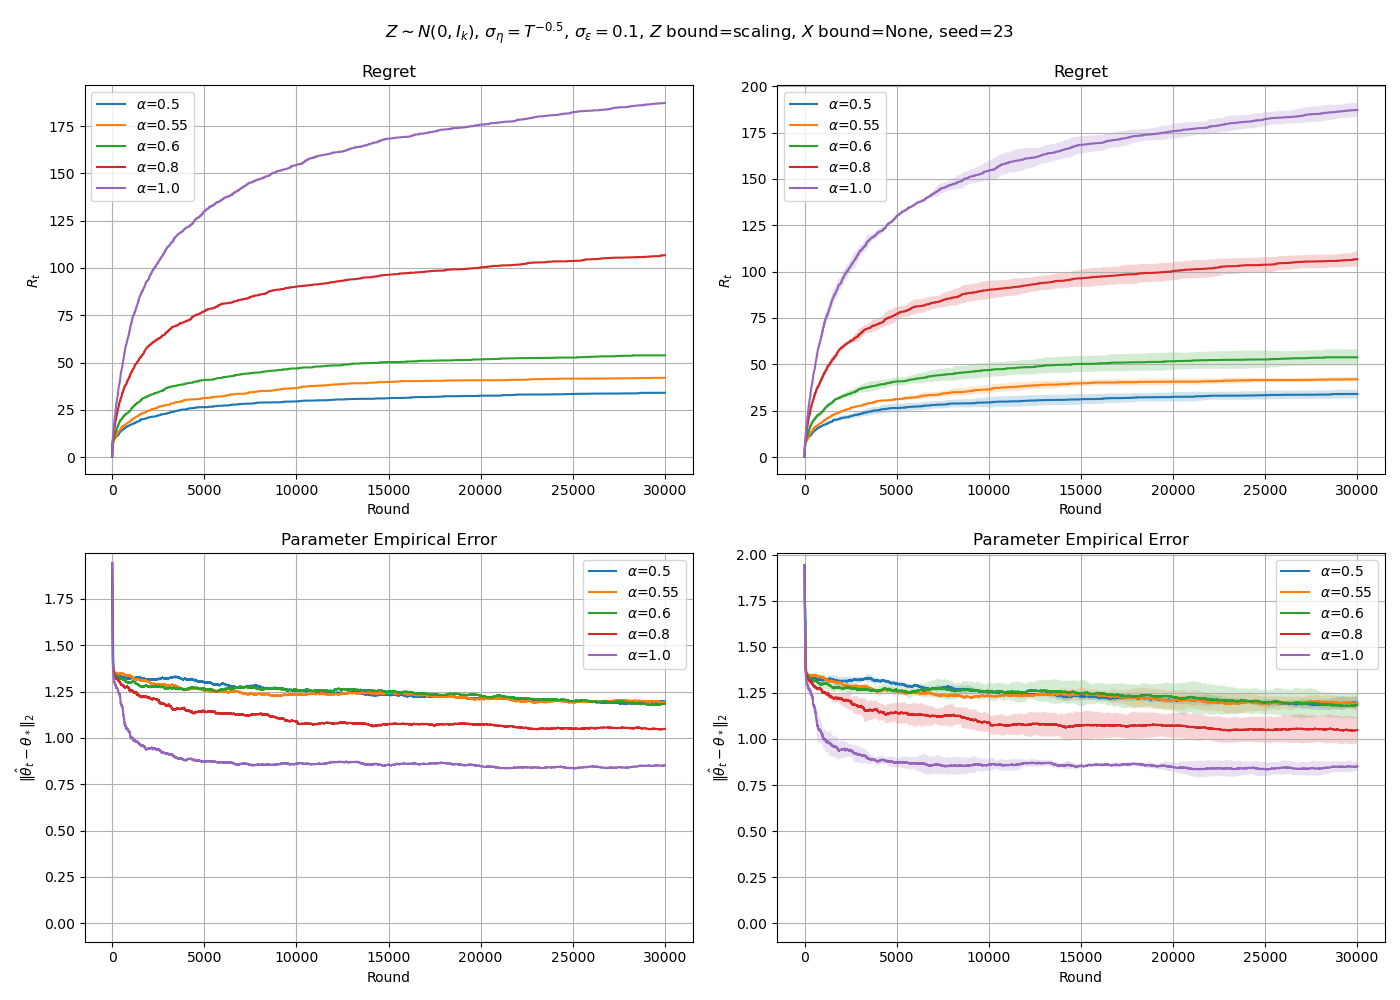 Z ~ N(0, I_k), σ_η = T^{-0.5}, σ_ε = 0.1, Z bound=scaling, X bound=None, seed=23
Regret
α=0.5
α=0.55
α=0.6
α=0.8
α=1.0
175
150
125
100
75
50
25
0
R_t
0 5000 10000 15000 20000 25000 30000
Round
Regret
α=0.5
α=0.55
α=0.6
α=0.8
α=1.0
200
175
150
125
100
75
50
25
0
R_t
0 5000 10000 15000 20000 25000 30000
Round
Parameter Empirical Error
α=0.5
α=0.55
α=0.6
α=0.8
α=1.0
1.75
1.50
1.25
1.00
0.75
0.50
0.25
0.00
‖θ̂_t − θ_*‖_2
0 5000 10000 15000 20000 25000 30000
Round
Parameter Empirical Error
α=0.5
α=0.55
α=0.6
α=0.8
α=1.0
2.00
1.75
1.50
1.25
1.00
0.75
0.50
0.25
0.00
‖θ̂_t − θ_*‖_2
0 5000 10000 15000 20000 25000 30000
Round